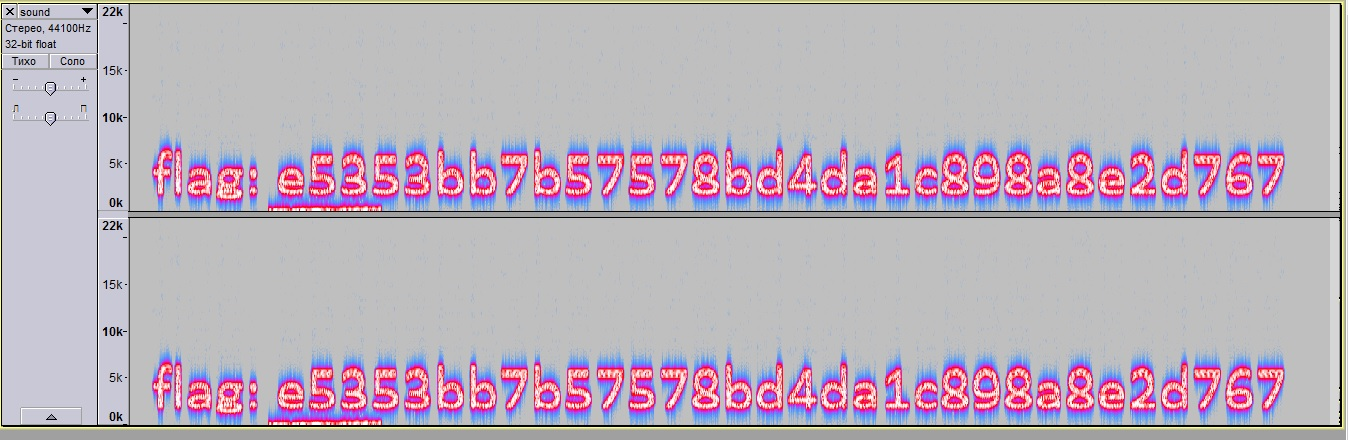 sound
Стерео, 44100Hz
32-bit float
Тихо Соло
- +
Л П
22k
15k
10k
5k
0k
flag: e5353bb7b57578bd4da1c898a8e2d767
22k
15k
10k
5k
0k
flag: e5353bb7b57578bd4da1c898a8e2d767